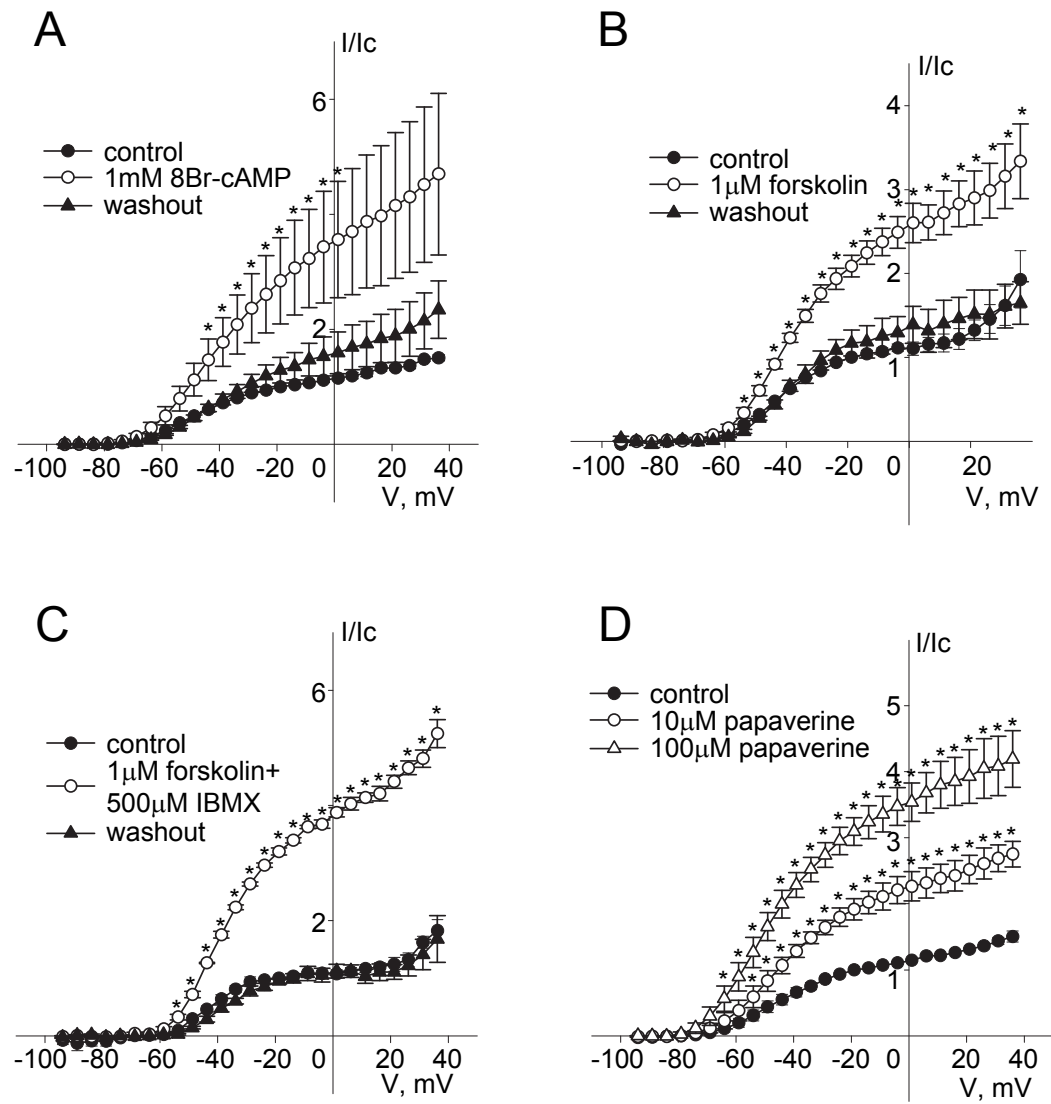 A
I/Ic
6
control
1mM 8Br-cAMP
washout
2
-100 -80 -60 -40 -20 0 20 40
V, mV
B
I/Ic
4
control
1μM forskolin
washout
3
2
1
-100 -80 -60 -40 -20 0 20
V, mV
C
I/Ic
6
control
1μM forskolin+
500μM IBMX
washout
2
-100 -80 -60 -40 -20 0 20 40
V, mV
D
I/Ic
5
control
10μM papaverine
100μM papaverine
4
3
1
-100 -80 -60 -40 -20 0 20 40
V, mV